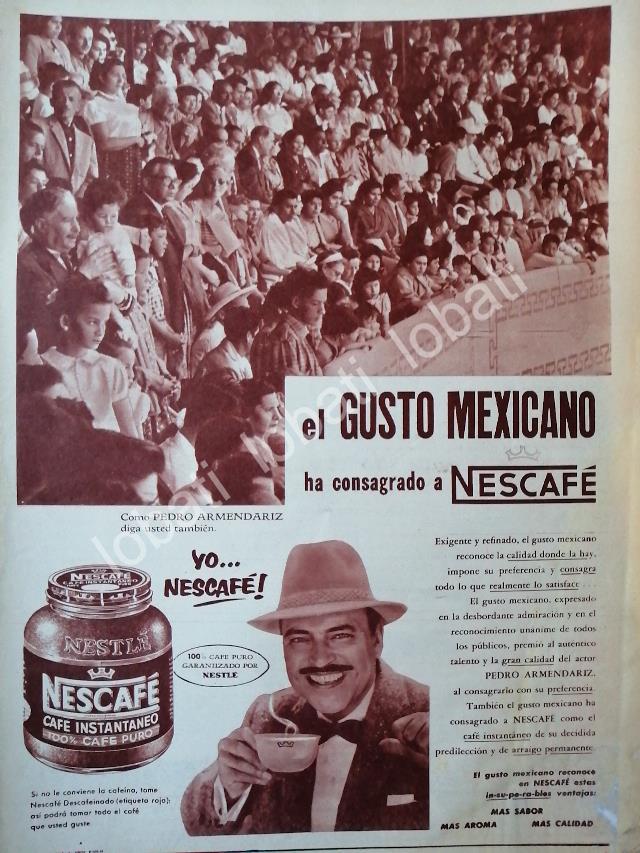 el GUSTO MEXICANO
ha consagrado a NESCAFÉ
Como PEDRO ARMENDARIZ
diga usted también.
YO...
NESCAFÉ!
100% CAFE PURO
GARANTIZADO POR
NESTLE
NESCAFÉ
CAFE INSTANTANEO
NESTLÉ
NESCAFÉ
CAFE INSTANTANEO
100% CAFE PURO
Si no le conviene la cafeína, tome
Nescafé Descafeinado (etiqueta roja);
así podrá tomar todo el café
que usted guste.
Exigente y refinado, el gusto mexicano
reconoce la calidad donde la hay,
impone su preferencia y consagra
todo lo que realmente lo satisface ...
El gusto mexicano, expresado
en la desbordante admiración y en el
reconocimiento unánime de todos
los públicos, premió al auténtico
talento y la gran calidad del actor
PEDRO ARMENDARIZ,
al consagrarlo con su preferencia.
También el gusto mexicano ha
consagrado a NESCAFE como el
café instantáneo de su decidida
predilección y de arraigo permanente.
El gusto mexicano reconoce
en NESCAFÉ estas
in-su-pe-ra-bles ventajas:
MAS SABOR
MAS AROMA MAS CALIDAD
lobati lobati lobati lobati